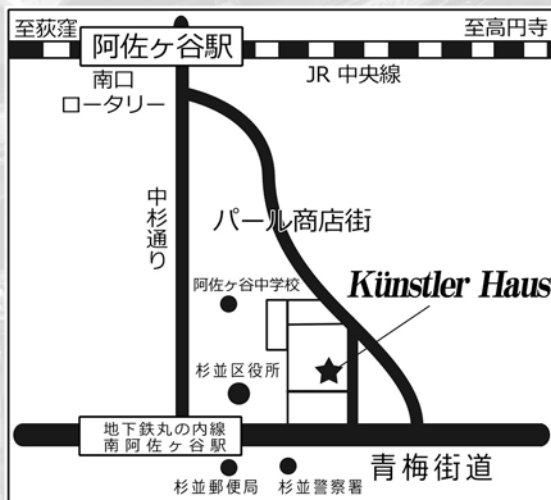 至荻窪
至高円寺
阿佐ヶ谷駅
JR 中央線
南口
ロータリー
中杉通り
パール商店街
阿佐ヶ谷中学校
Künstler Haus
杉並区役所
地下鉄丸の内線
南阿佐ヶ谷駅
青梅街道
杉並郵便局
杉並警察署